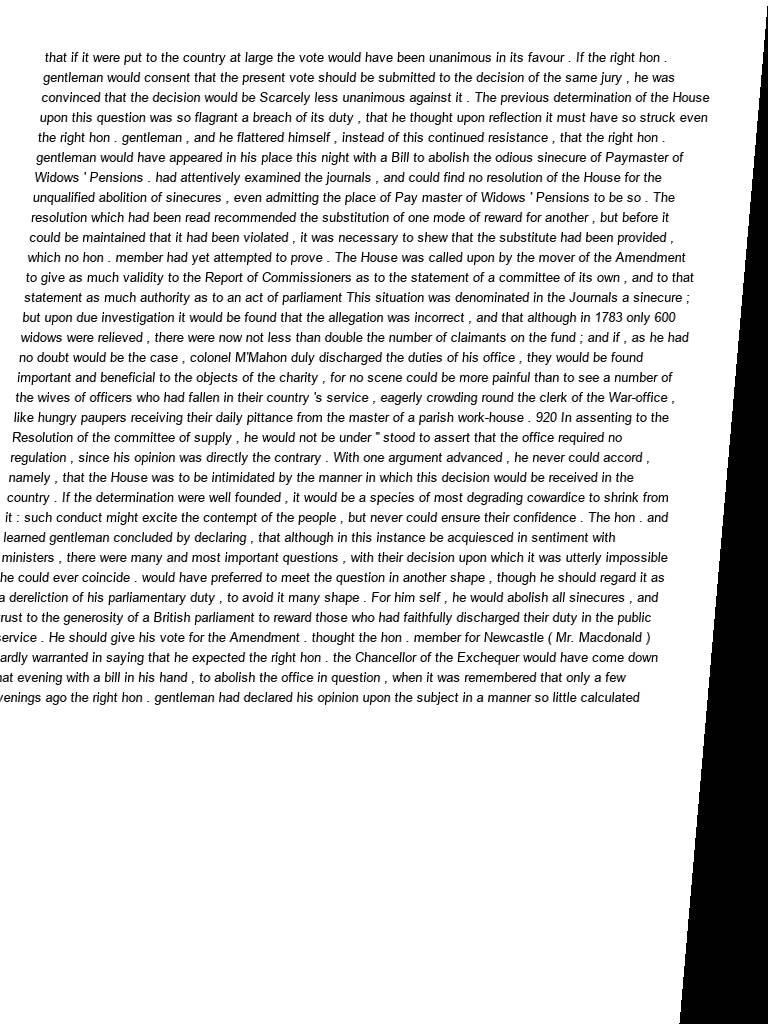 that if it were put to the country at large the vote would have been unanimous in its favour . If the right hon .
gentleman would consent that the present vote should be submitted to the decision of the same jury , he was
convinced that the decision would be Scarcely less unanimous against it . The previous determination of the House
upon this question was so flagrant a breach of its duty , that he thought upon reflection it must have so struck even
the right hon . gentleman , and he flattered himself , instead of this continued resistance , that the right hon .
gentleman would have appeared in his place this night with a Bill to abolish the odious sinecure of Paymaster of
Widows ' Pensions . had attentively examined the journals , and could find no resolution of the House for the
unqualified abolition of sinecures , even admitting the place of Pay master of Widows ' Pensions to be so . The
resolution which had been read recommended the substitution of one mode of reward for another , but before it
could be maintained that it had been violated , it was necessary to shew that the substitute had been provided ,
which no hon . member had yet attempted to prove . The House was called upon by the mover of the Amendment
to give as much validity to the Report of Commissioners as to the statement of a committee of its own , and to that
statement as much authority as to an act of parliament This situation was denominated in the Journals a sinecure ;
but upon due investigation it would be found that the allegation was incorrect , and that although in 1783 only 600
widows were relieved , there were now not less than double the number of claimants on the fund ; and if , as he had
no doubt would be the case , colonel M'Mahon duly discharged the duties of his office , they would be found
important and beneficial to the objects of the charity , for no scene could be more painful than to see a number of
the wives of officers who had fallen in their country 's service , eagerly crowding round the clerk of the War-office ,
like hungry paupers receiving their daily pittance from the master of a parish work-house . 920 In assenting to the
Resolution of the committee of supply , he would not be under " stood to assert that the office required no
regulation , since his opinion was directly the contrary . With one argument advanced , he never could accord ,
namely , that the House was to be intimidated by the manner in which this decision would be received in the
country . If the determination were well founded , it would be a species of most degrading cowardice to shrink from
it : such conduct might excite the contempt of the people , but never could ensure their confidence . The hon . and
learned gentleman concluded by declaring , that although in this instance be acquiesced in sentiment with
ministers , there were many and most important questions , with their decision upon which it was utterly impossible
he could ever coincide . would have preferred to meet the question in another shape , though he should regard it as
a dereliction of his parliamentary duty , to avoid it many shape . For him self , he would abolish all sinecures , and
rust to the generosity of a British parliament to reward those who had faithfully discharged their duty in the public
service . He should give his vote for the Amendment . thought the hon . member for Newcastle ( Mr. Macdonald )
ardly warranted in saying that he expected the right hon . the Chancellor of the Exchequer would have come down
hat evening with a bill in his hand , to abolish the office in question , when it was remembered that only a few
venings ago the right hon . gentleman had declared his opinion upon the subject in a manner so little calculated